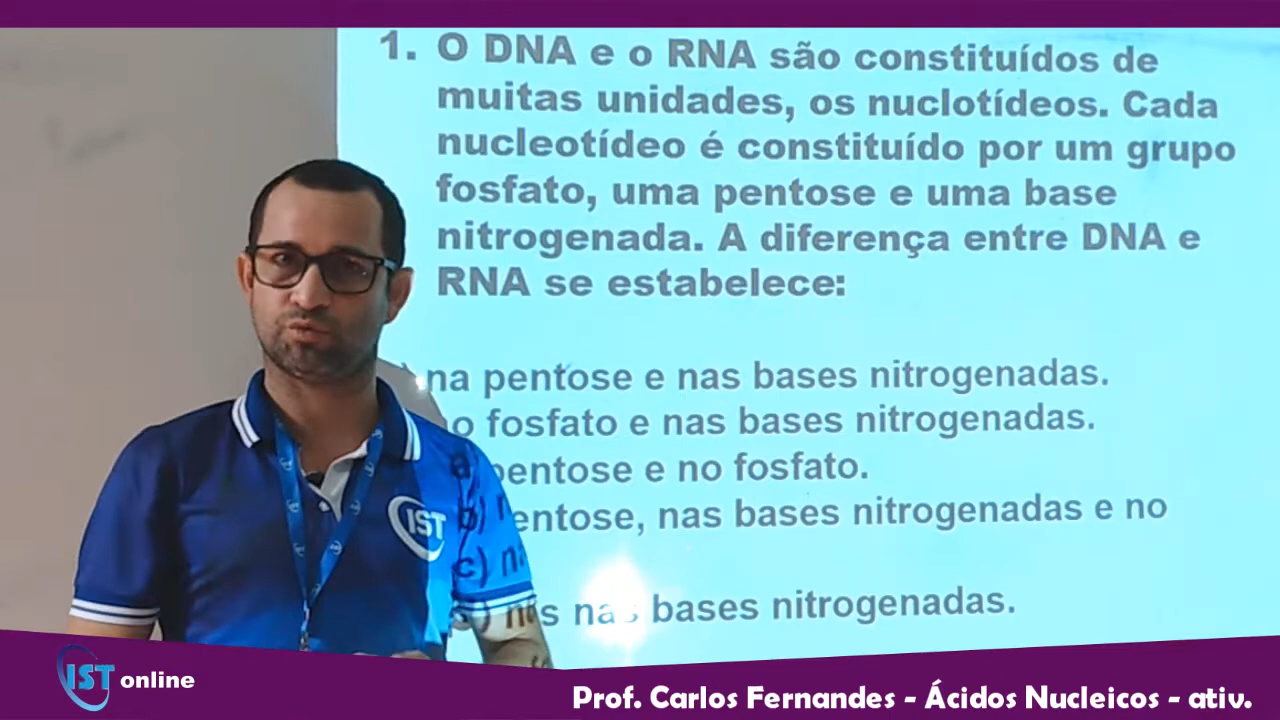 1. O DNA e o RNA são constituídos de
muitas unidades, os nuclotídeos. Cada
nucleotídeo é constituído por um grupo
fosfato, uma pentose e uma base
nitrogenada. A diferença entre DNA e
RNA se estabelece:
na pentose e nas bases nitrogenadas.
o fosfato e nas bases nitrogenadas.
pentose e no fosfato.
entose, nas bases nitrogenadas e no
bases nitrogenadas.
a)
b) n
c) na
IST
IST online
Prof. Carlos Fernandes - Ácidos Nucleicos - ativ.